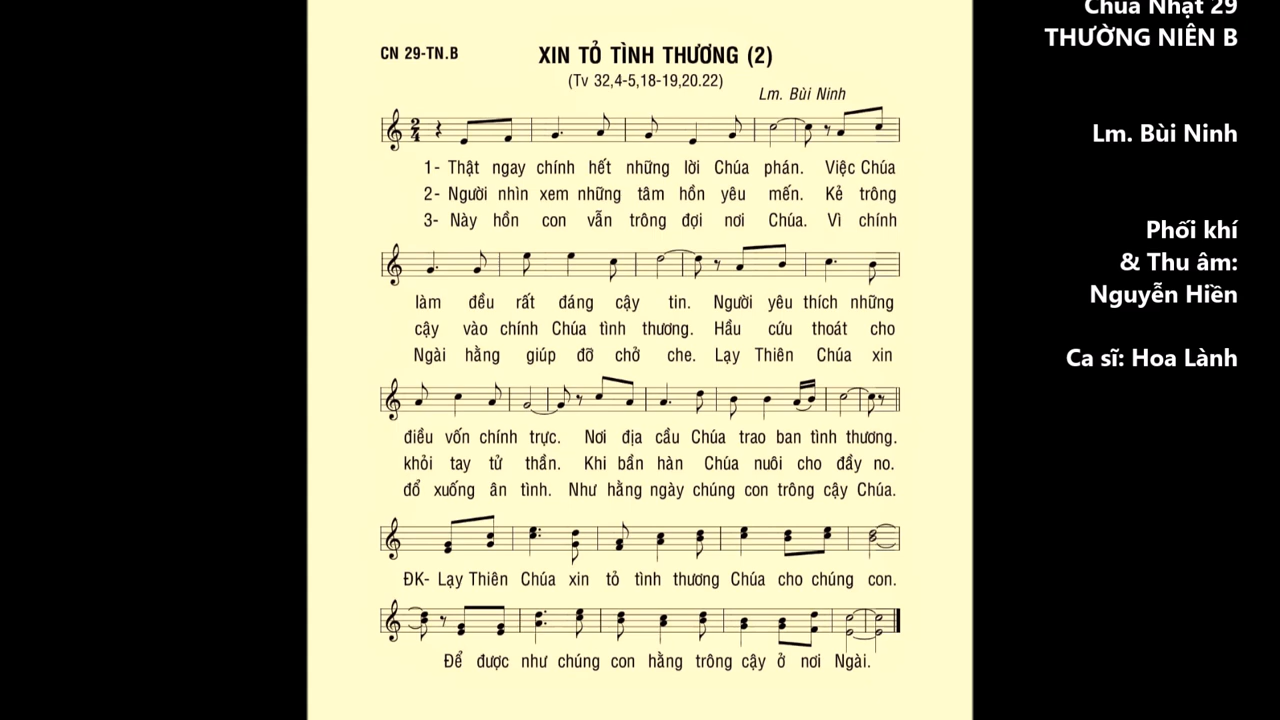 CN 29-TN.B
XIN TỎ TÌNH THƯƠNG (2)
(Tv 32,4-5,18-19,20.22)
Lm. Bùi Ninh
1- Thật ngay chính hết những lời Chúa phán. Việc Chúa
2- Người nhìn xem những tâm hồn yêu mến. Kẻ trông
3- Này hồn con vẫn trông đợi nơi Chúa. Vì chính
làm đều rất đáng cậy tin. Người yêu thích những
cậy vào chính Chúa tình thương. Hầu cứu thoát cho
Ngài hằng giúp đỡ chở che. Lạy Thiên Chúa xin
điều vốn chính trực. Nơi địa cầu Chúa trao ban tình thương.
khỏi tay tử thần. Khi bần hàn Chúa nuôi cho đầy no.
đổ xuống ân tình. Như hằng ngày chúng con trông cậy Chúa.
ĐK- Lạy Thiên Chúa xin tỏ tình thương Chúa cho chúng con.
Để được như chúng con hằng trông cậy ở nơi Ngài.
Chúa Nhật 29
THƯỜNG NIÊN B
Lm. Bùi Ninh
Phối khí
& Thu âm:
Nguyễn Hiền
Ca sĩ: Hoa Lành